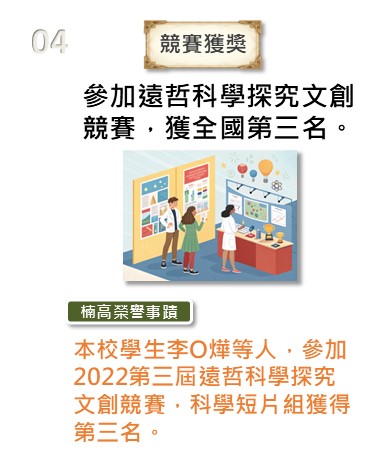 04
競賽獲獎
參加遠哲科學探究文創
競賽，獲全國第三名。
楠高榮譽事蹟
本校學生李O燁等人，參加
2022第三屆遠哲科學探究
文創競賽，科學短片組獲得
第三名。